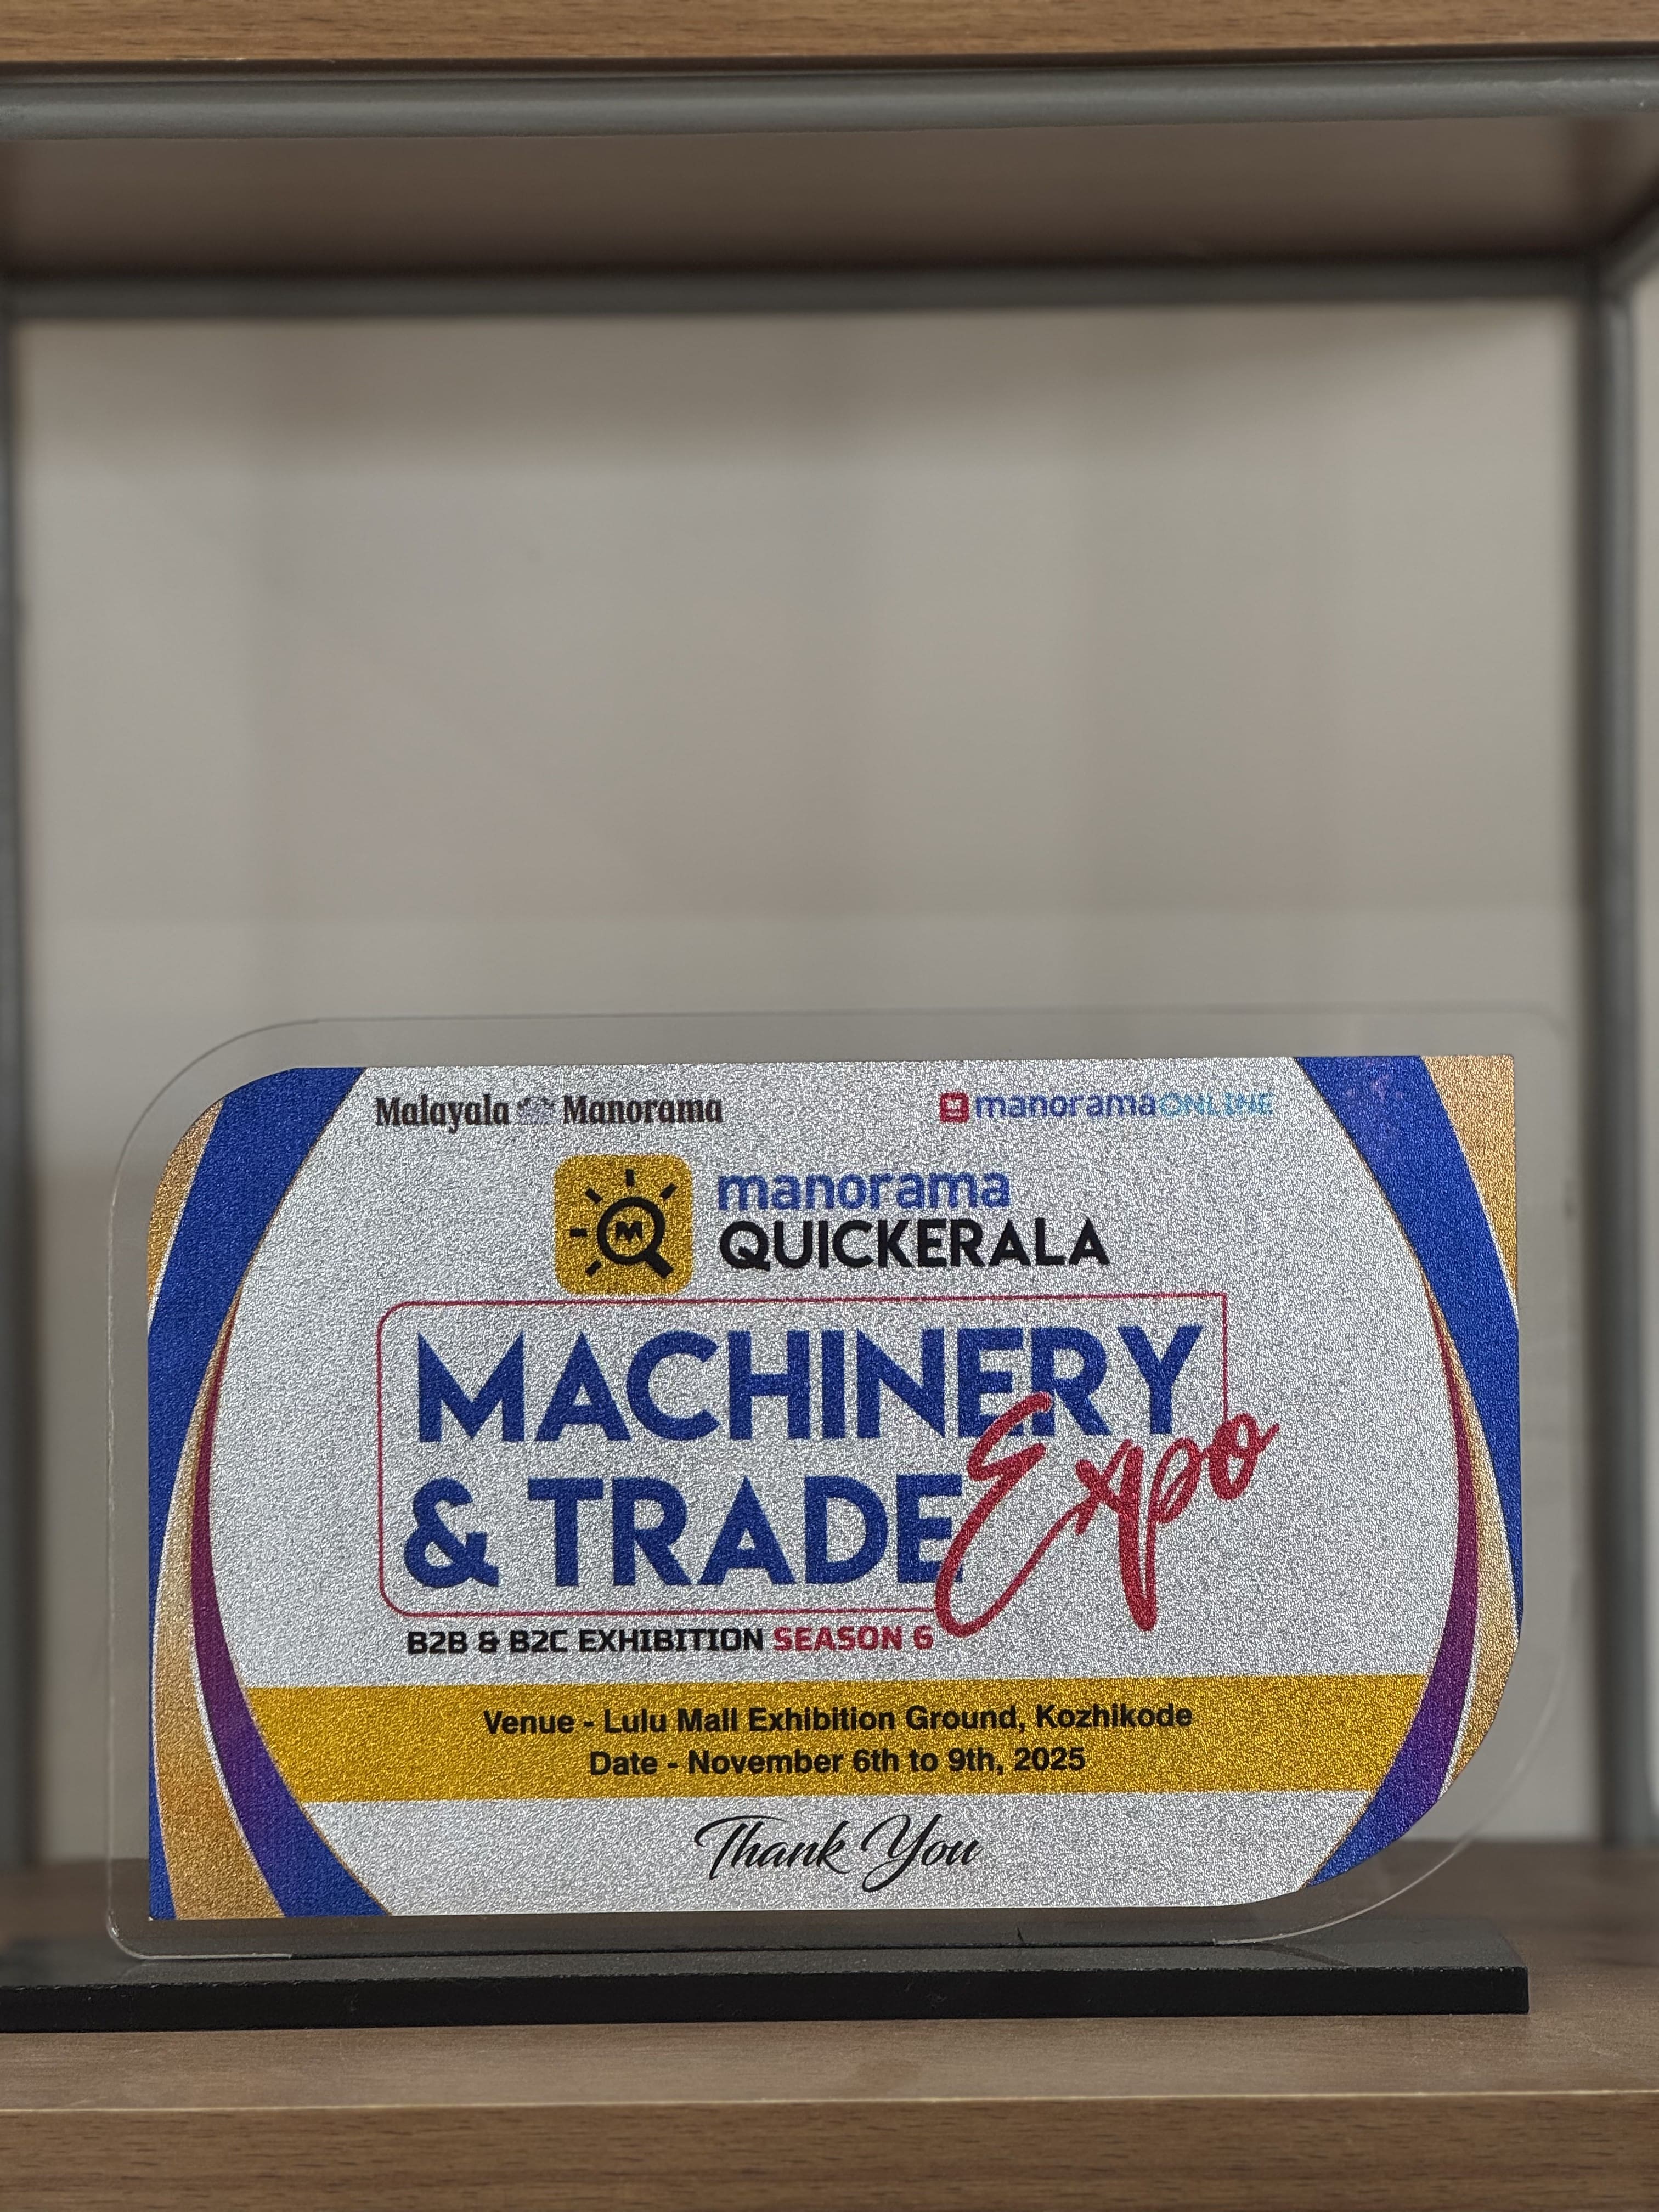 Malayala Manorama
manoramaONLINE
M
manorama
QUICKERALA
MACHINERY
& TRADE
Expo
B2B & B2C EXHIBITION SEASON 6
Venue - Lulu Mall Exhibition Ground, Kozhikode
Date - November 6th to 9th, 2025
Thank You